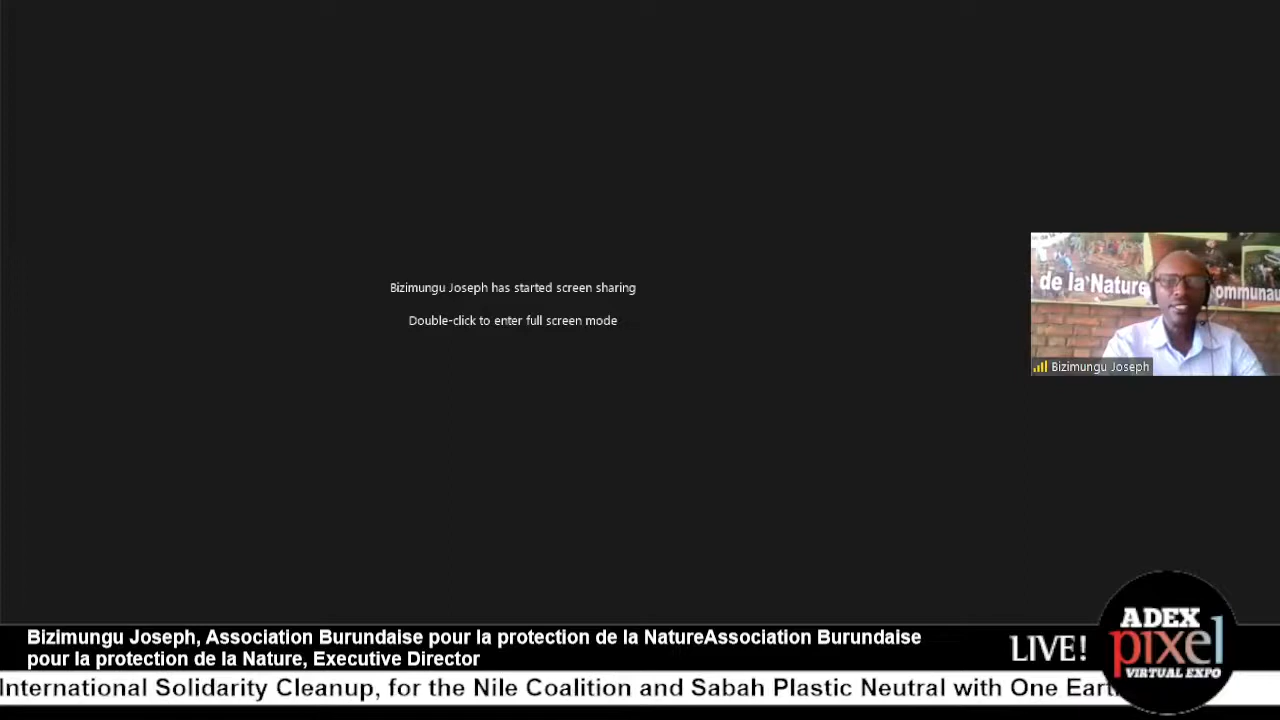 Bizimungu Joseph has started screen sharing
Double-click to enter full screen mode
de la Nature
ommunau
Bizimungu Joseph
Bizimungu Joseph, Association Burundaise pour la protection de la NatureAssociation Burundaise
pour la protection de la Nature, Executive Director
LIVE!
ADEX
pixel
VIRTUAL EXPO
International Solidarity Cleanup, for the Nile Coalition and Sabah Plastic Neutral with One Eart